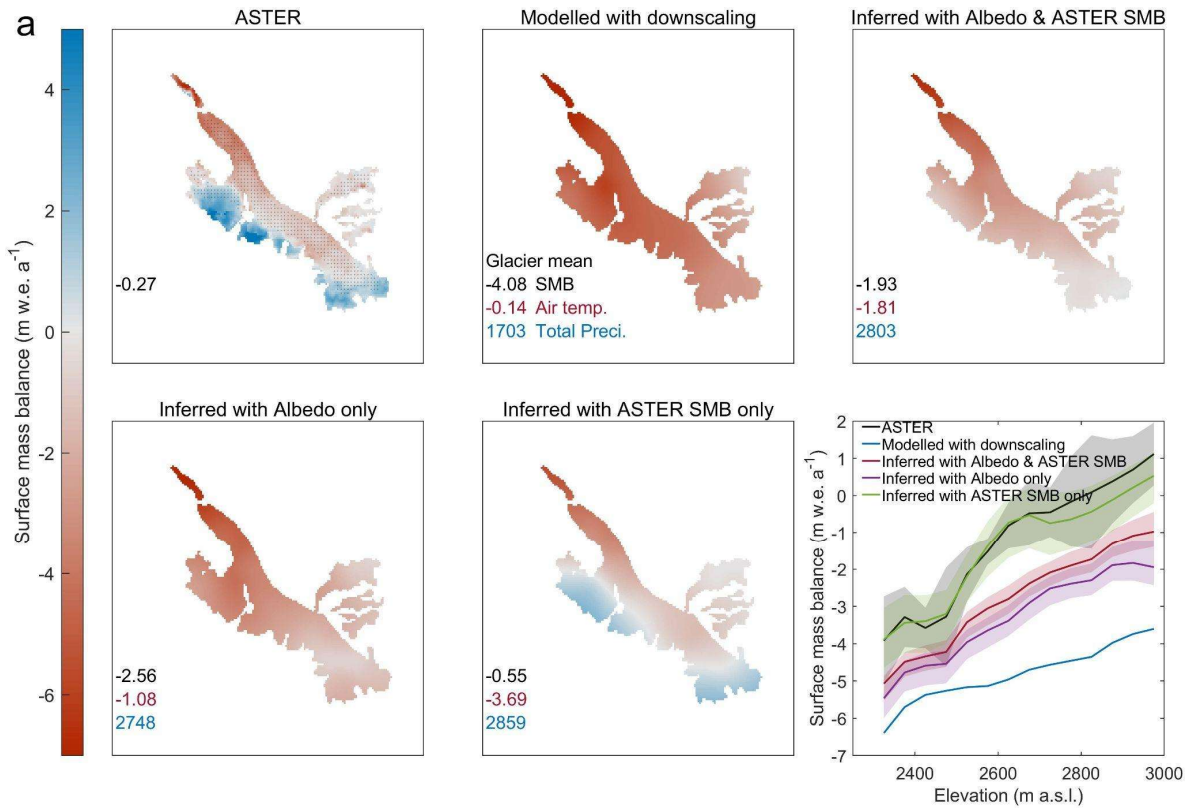 a
ASTER
Modelled with downscaling
Inferred with Albedo & ASTER SMB
Surface mass balance (m w.e. a-1)
4
2
0
-2
-4
-6
-0.27
Glacier mean
-4.08 SMB
-0.14 Air temp.
1703 Total Preci.
-1.93
-1.81
2803
Inferred with Albedo only
Inferred with ASTER SMB only
-2.56
-1.08
2748
-0.55
-3.69
2859
ASTER
Modelled with downscaling
Inferred with Albedo & ASTER SMB
Inferred with Albedo only
Inferred with ASTER SMB only
Surface mass balance (m w.e. a-1)
2
1
0
-1
-2
-3
-4
-5
-6
-7
2400 2600 2800 3000
Elevation (m a.s.l.)